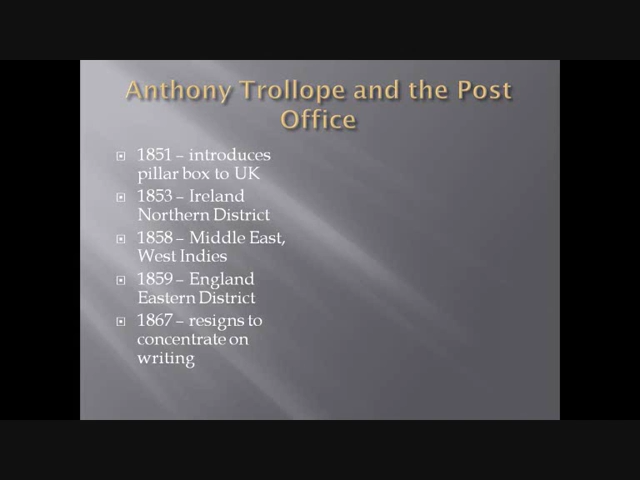 Anthony Trollope and the Post
Office
1851 – introduces
pillar box to UK
1853 – Ireland
Northern District
1858 – Middle East,
West Indies
1859 – England
Eastern District
1867 – resigns to
concentrate on
writing